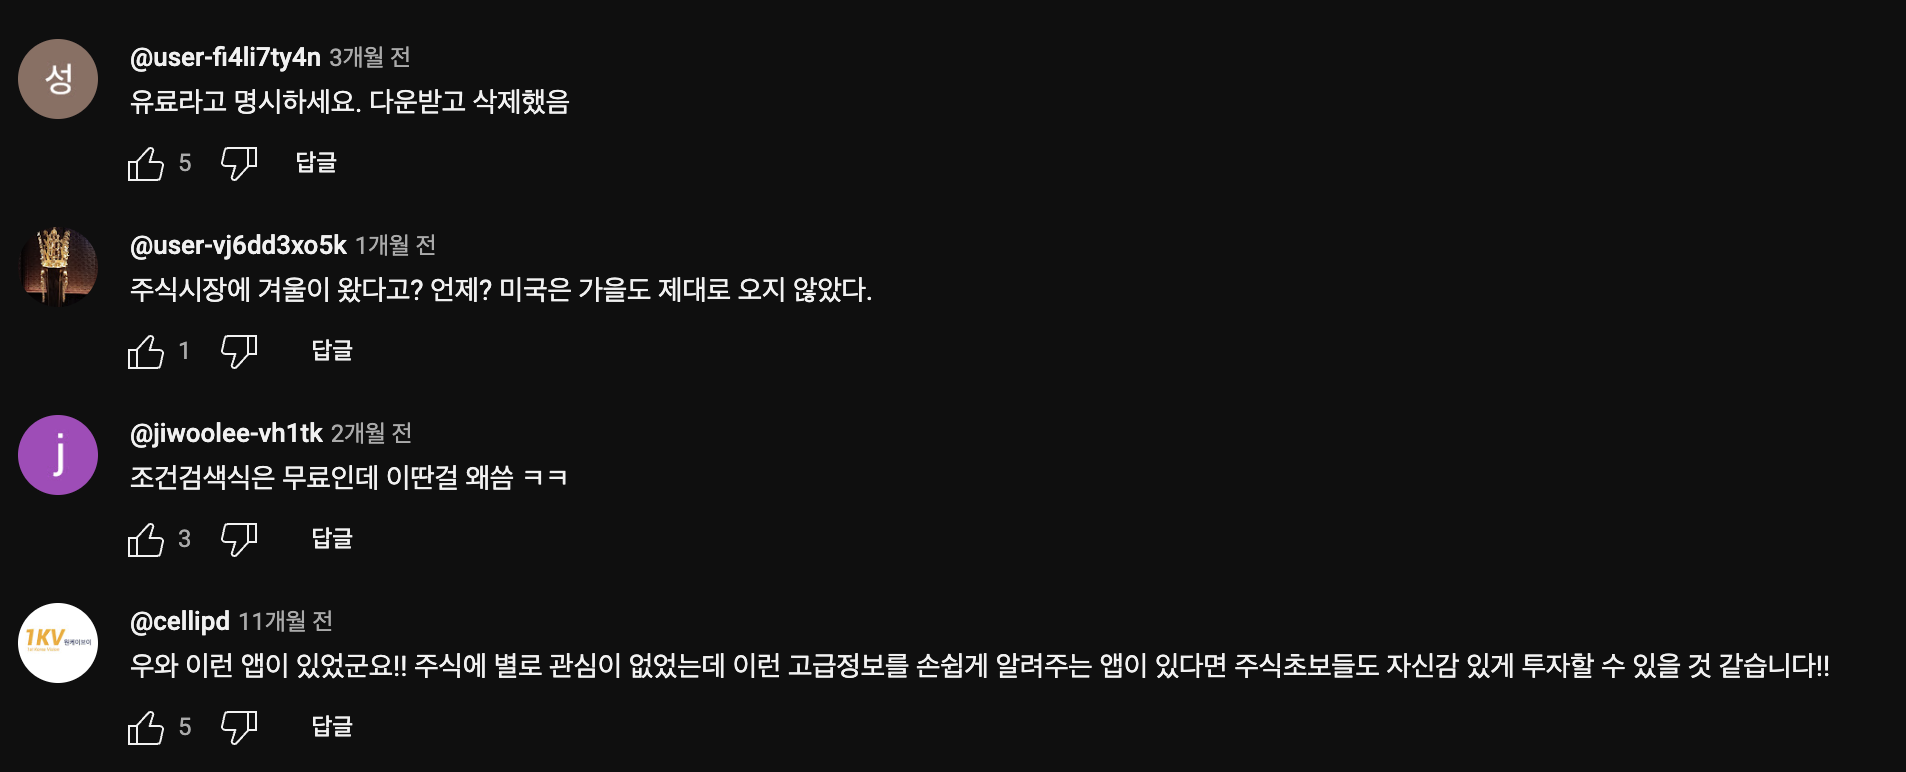 성
@user-fi4li7ty4n 3개월 전
유료라고 명시하세요. 다운받고 삭제했음
5 답글
@user-vj6dd3xo5k 1개월 전
주식시장에 겨울이 왔다고? 언제? 미국은 가을도 제대로 오지 않았다.
1 답글
j
@jiwoolee-vh1tk 2개월 전
조건검색식은 무료인데 이딴걸 왜씀 ㅋㅋ
3 답글
1KV 원케이브이
@cellipd 11개월 전
우와 이런 앱이 있었군요!! 주식에 별로 관심이 없었는데 이런 고급정보를 손쉽게 알려주는 앱이 있다면 주식초보들도 자신감 있게 투자할 수 있을 것 같습니다!!
5 답글